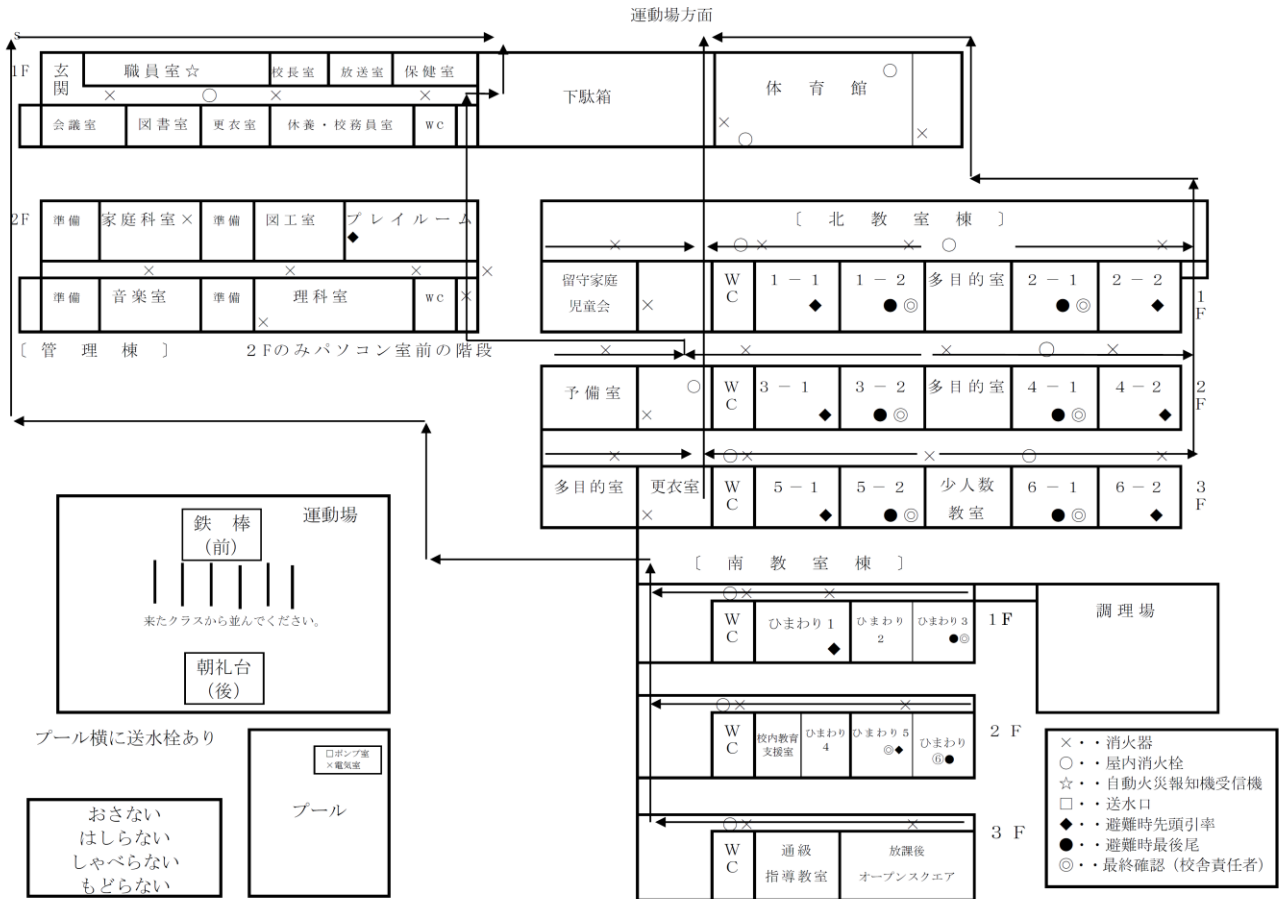 運動場方面
s
1F
玄関
職員室☆
校長室
放送室
保健室
× ○ × ×
会議室
図書室
更衣室
休養・校務員室
wc
下駄箱
体育館
○
×
○
×
2F
準備
家庭科室×
準備
図工室
プレイルーム
◆
× × × ×
準備
音楽室
準備
理科室
×
wc
×
〔管理棟〕
2Fのみパソコン室前の階段
〔北教室棟〕
× ○× × ○ ×
留守家庭
児童会
×
WC
1-1
◆
1-2
●◎
多目的室
2-1
●◎
2-2
◆
1F
× × × ○ ×
予備室
○
×
WC
3-1
◆
3-2
●◎
多目的室
4-1
●◎
4-2
◆
2F
× ○× × ○ ×
多目的室
更衣室
×
WC
5-1
◆
5-2
●◎
少人数
教室
6-1
●◎
6-2
◆
3F
〔南教室棟〕
○× ×
WC
ひまわり1
◆
ひまわり
2
ひまわり3
●◎
1F
調理場
○× ×
WC
校内教育
支援室
ひまわり
4
ひまわり5
◎◆
ひまわり
⑥●
2F
○× ×
WC
通級
指導教室
放課後
オープンスクエア
3F
運動場
鉄棒
(前)
来たクラスから並んでください。
朝礼台
(後)
プール横に送水栓あり
□ポンプ室
×電気室
プール
おさない
はしらない
しゃべらない
もどらない
×・・消火器
○・・屋内消火栓
☆・・自動火災報知機受信機
□・・送水口
◆・・避難時先頭引率
●・・避難時最後尾
◎・・最終確認（校舎責任者）